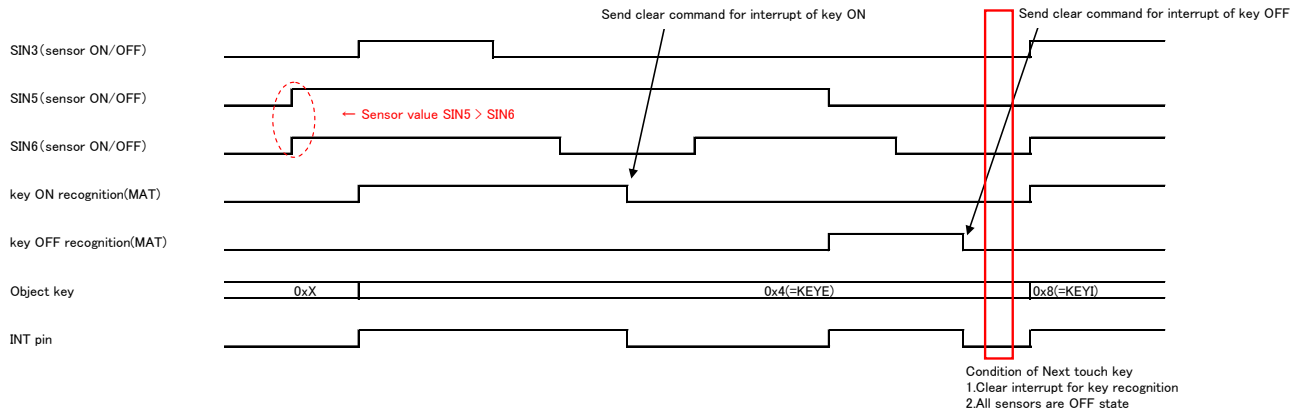 Send clear command for interrupt of key ON
Send clear command for interrupt of key OFF
SIN3(sensor ON/OFF)
SIN5(sensor ON/OFF)
← Sensor value SIN5 > SIN6
SIN6(sensor ON/OFF)
key ON recognition(MAT)
key OFF recognition(MAT)
Object key
0xX
0x4(=KEYE)
0x8(=KEYI)
INT pin
Condition of Next touch key
1.Clear interrupt for key recognition
2.All sensors are OFF state